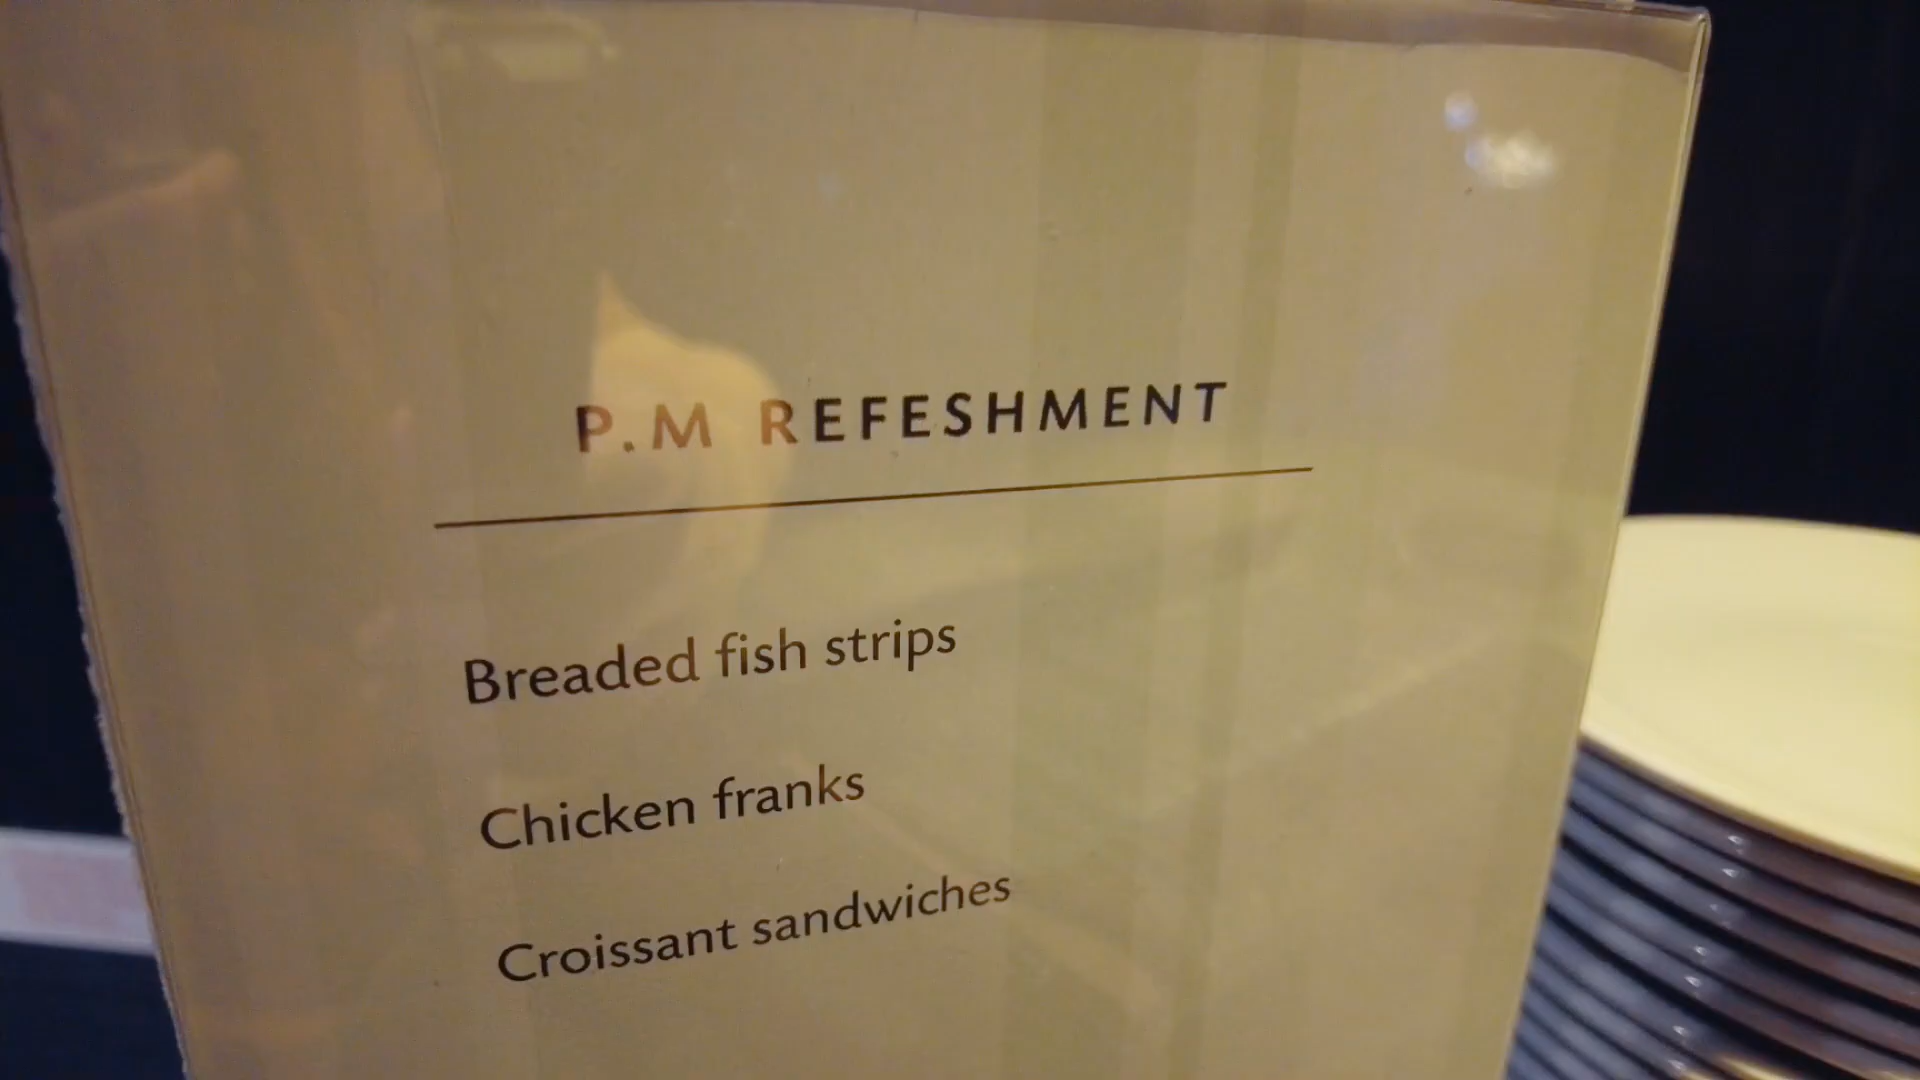 P.M REFESHMENT
Breaded fish strips
Chicken franks
Croissant sandwiches